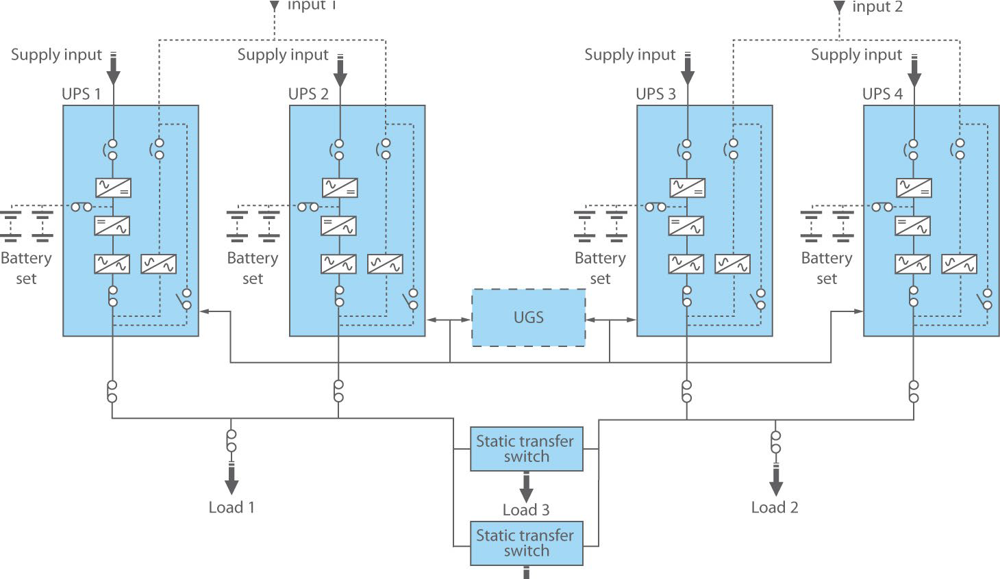 input 1
input 2
Supply input
Supply input
Supply input
Supply input
UPS 1
UPS 2
UPS 3
UPS 4
Battery
set
Battery
set
Battery
set
Battery
set
UGS
Static transfer
switch
Load 1
Load 3
Load 2
Static transfer
switch